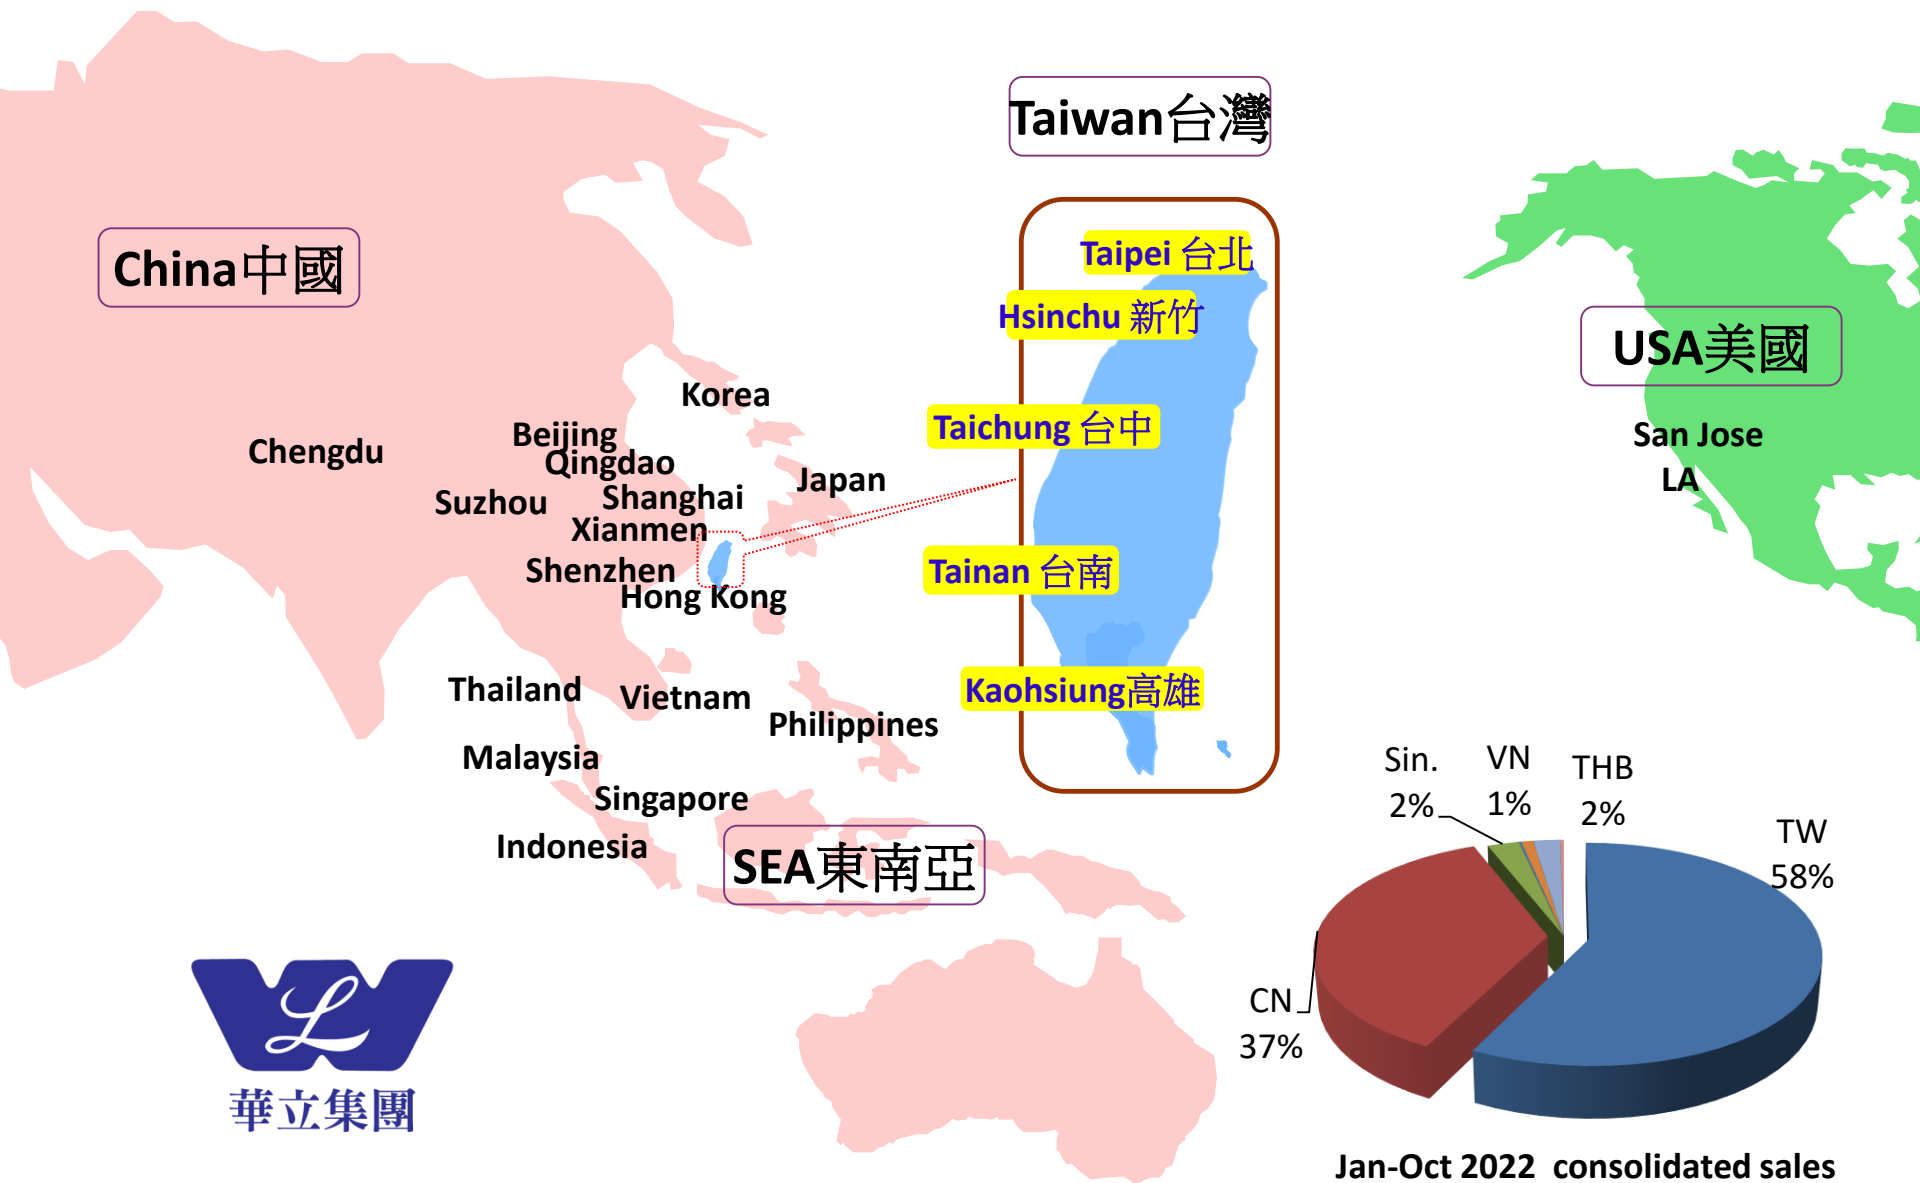 Taiwan台灣
China中國
Taipei 台北
Hsinchu 新竹
USA美國
Korea
Taichung 台中
Beijing
San Jose
Chengdu
Qingdao
LA
Japan
Suzhou
Shanghai
Xianmen
Shenzhen
Tainan 台南
Hong Kong
Thailand
Vietnam
Kaohsiung高雄
Philippines
Malaysia
Singapore
Indonesia
SEA東南亞
Sin.
2%
VN
1%
THB
2%
TW
58%
CN
37%
華立集團
Jan-Oct 2022  consolidated sales